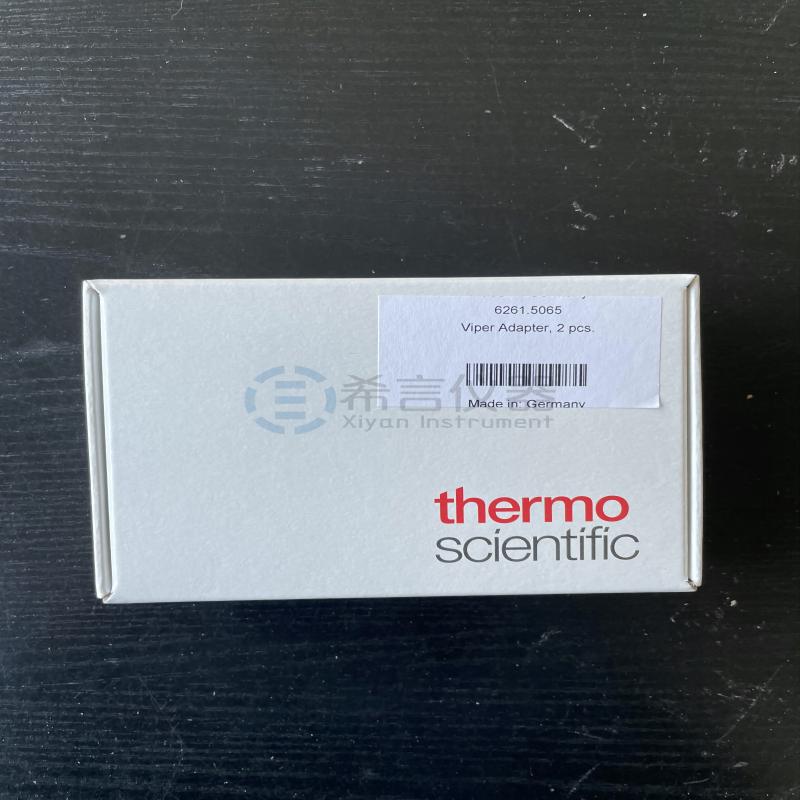 6261.5065
Viper Adapter, 2 pcs.
希言仪器
Xiyan Instrument
Made in: Germany
thermo
scientific